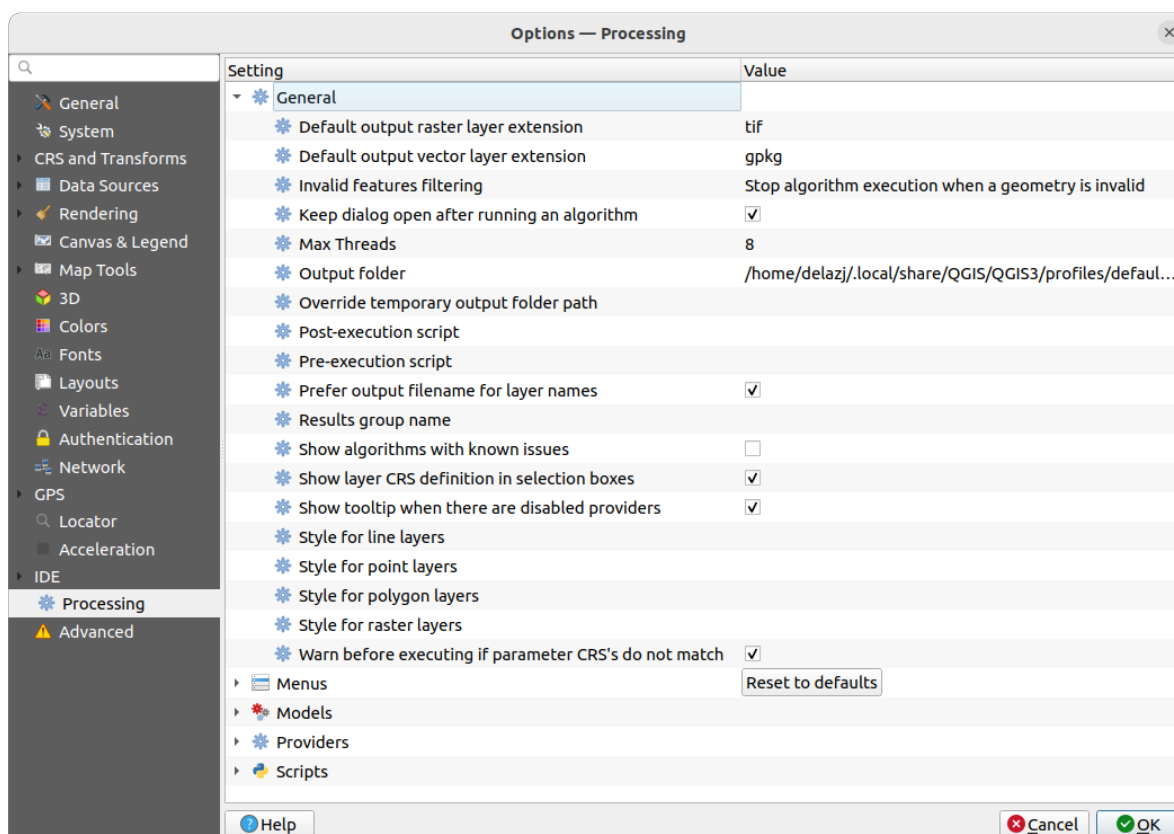 Options — Processing
General
System
CRS and Transforms
Data Sources
Rendering
Canvas & Legend
Map Tools
3D
Colors
Aa Fonts
Layouts
Variables
Authentication
Network
GPS
Locator
Acceleration
IDE
Processing
Advanced
Setting Value
General
Default output raster layer extension tif
Default output vector layer extension gpkg
Invalid features filtering Stop algorithm execution when a geometry is invalid
Keep dialog open after running an algorithm
Max Threads 8
Output folder /home/delazj/.local/share/QGIS/QGIS3/profiles/defaul...
Override temporary output folder path
Post-execution script
Pre-execution script
Prefer output filename for layer names
Results group name
Show algorithms with known issues
Show layer CRS definition in selection boxes
Show tooltip when there are disabled providers
Style for line layers
Style for point layers
Style for polygon layers
Style for raster layers
Warn before executing if parameter CRS's do not match
Menus Reset to defaults
Models
Providers
Scripts
Help Cancel OK